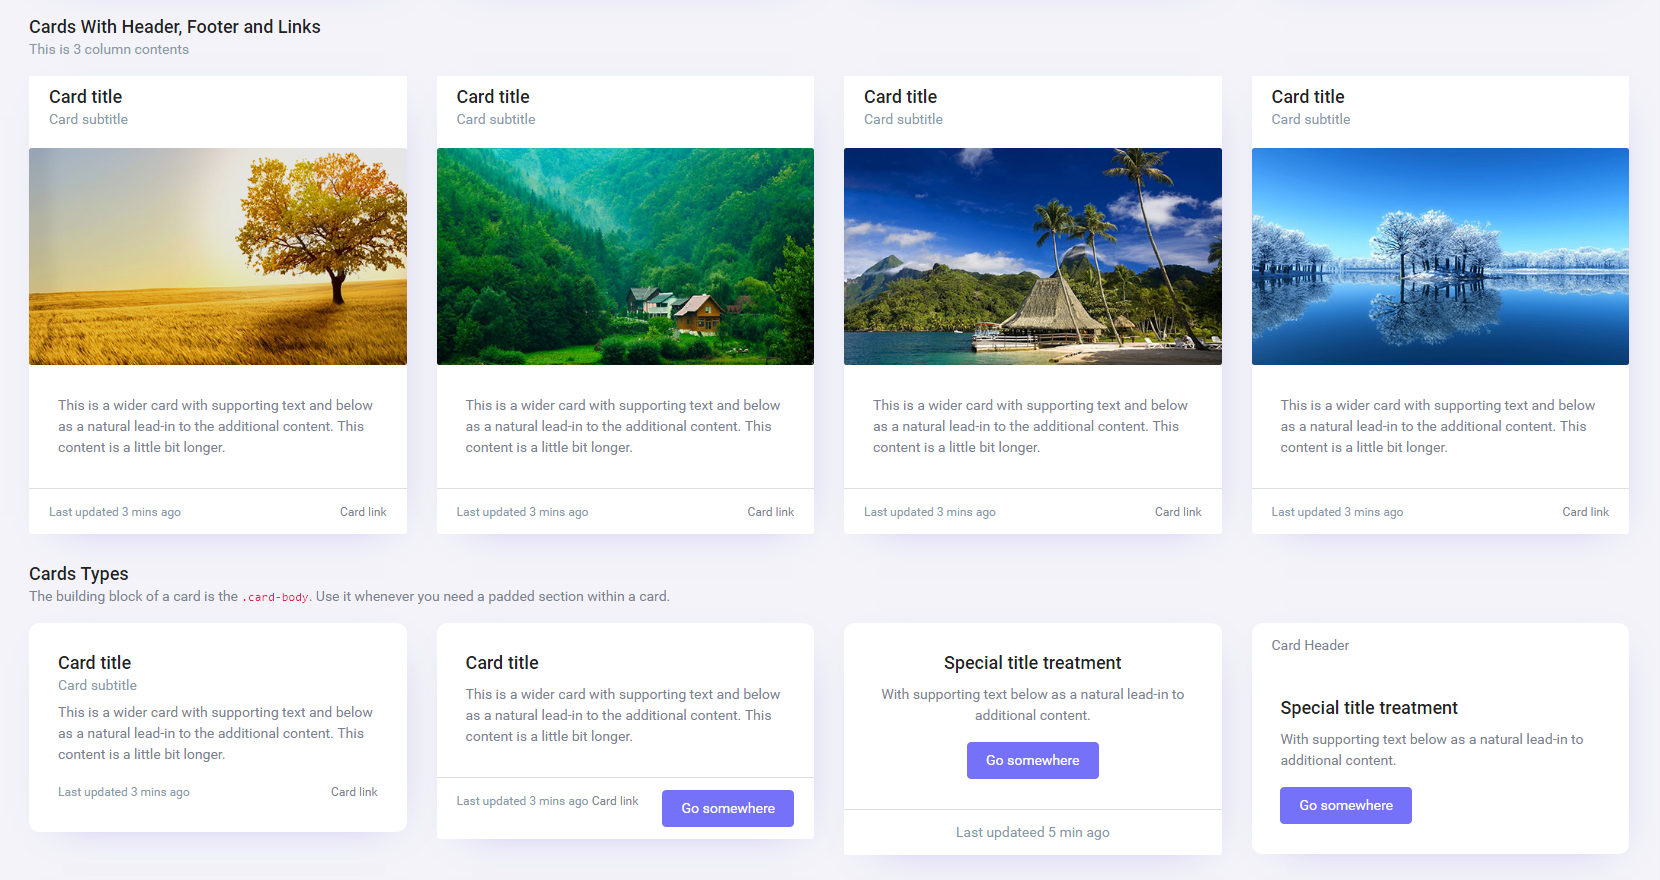 Cards With Header, Footer and Links
This is 3 column contents
Card title
Card subtitle
This is a wider card with supporting text and below
as a natural lead-in to the additional content. This
content is a little bit longer.
Last updated 3 mins ago
Card link
Card title
Card subtitle
This is a wider card with supporting text and below
as a natural lead-in to the additional content. This
content is a little bit longer.
Last updated 3 mins ago
Card link
Card title
Card subtitle
This is a wider card with supporting text and below
as a natural lead-in to the additional content. This
content is a little bit longer.
Last updated 3 mins ago
Card link
Card title
Card subtitle
This is a wider card with supporting text and below
as a natural lead-in to the additional content. This
content is a little bit longer.
Last updated 3 mins ago
Card link
Cards Types
The building block of a card is the .card-body. Use it whenever you need a padded section within a card.
Card title
Card subtitle
This is a wider card with supporting text and below
as a natural lead-in to the additional content. This
content is a little bit longer.
Last updated 3 mins ago
Card link
Card title
This is a wider card with supporting text and below
as a natural lead-in to the additional content. This
content is a little bit longer.
Last updated 3 mins ago Card link
Go somewhere
Special title treatment
With supporting text below as a natural lead-in to
additional content.
Go somewhere
Last updateed 5 min ago
Card Header
Special title treatment
With supporting text below as a natural lead-in to
additional content.
Go somewhere